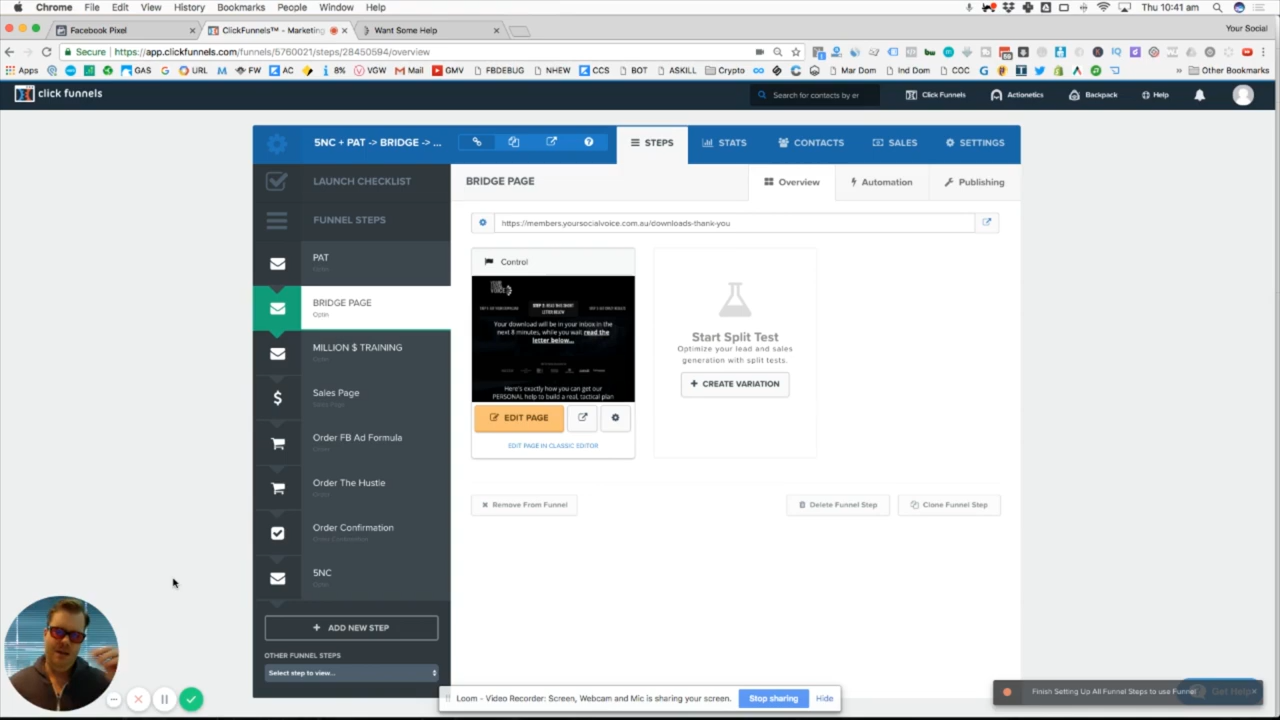 Chrome File Edit View History Bookmarks People Window Help
Thu 10:41 am
Facebook Pixel
ClickFunnels™ - Marketing
Want Some Help
Your Social
Secure https://app.clickfunnels.com/funnels/5760021/steps/28450594/overview
Apps GAS URL FW AC 8% VGW Mail GMV FBDEBUG NHEW CCS BOT ASKILL Crypto Mar Dom Ind Dom COC Other Bookmarks
click funnels
Search for contacts by er
Click Funnels
Actionetics
Backpack
Help
5NC + PAT -> BRIDGE -> ...
STEPS
STATS
CONTACTS
SALES
SETTINGS
LAUNCH CHECKLIST
BRIDGE PAGE
Overview
Automation
Publishing
FUNNEL STEPS
https://members.yoursocialvoice.com.au/downloads-thank-you
PAT
Optin
BRIDGE PAGE
Optin
MILLION $ TRAINING
Optin
Sales Page
Sales Page
Order FB Ad Formula
Order
Order The Hustle
Order
Order Confirmation
Order Confirmation
5NC
Optin
Control
Your download will be in your inbox in the
next 8 minutes, while you wait read the
letter below...
Here's exactly how you can get our
PERSONAL help to build a real, tactical plan
EDIT PAGE
EDIT PAGE IN CLASSIC EDITOR
Start Split Test
Optimize your lead and sales
generation with split tests.
+ CREATE VARIATION
Remove From Funnel
Delete Funnel Step
Clone Funnel Step
+ ADD NEW STEP
OTHER FUNNEL STEPS
Select step to view...
Loom - Video Recorder: Screen, Webcam and Mic is sharing your screen.
Stop sharing
Hide
Finish Setting Up All Funnel Steps to use Funnel
Get Help